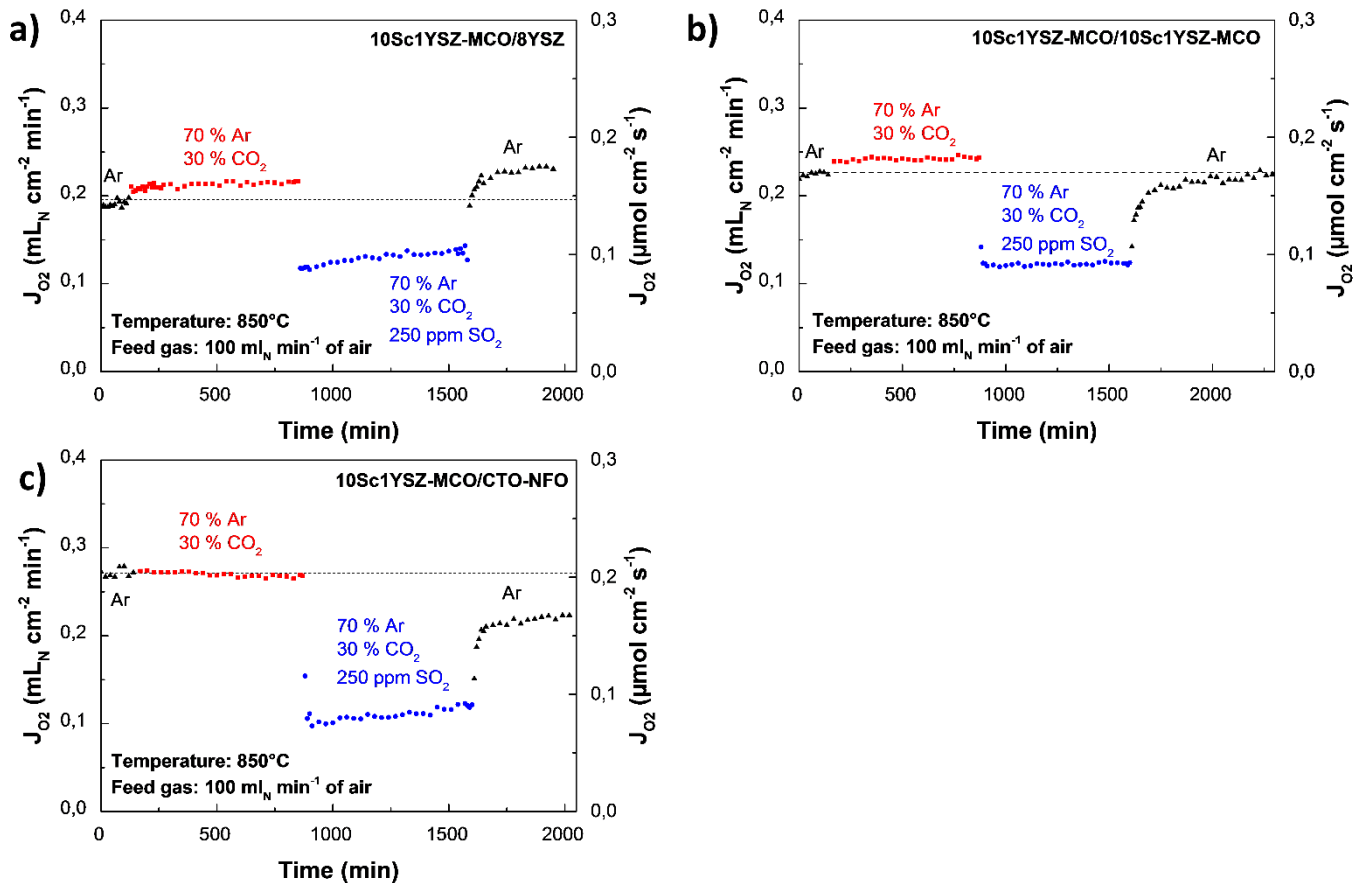 a)
10Sc1YSZ-MCO/8YSZ
0,4
0,3
0,2
0,1
0,0
J_O2 (mL_N cm⁻² min⁻¹)
0,3
0,2
0,1
0,0
J_O2 (µmol cm⁻² s⁻¹)
Ar
70 % Ar
30 % CO₂
Ar
70 % Ar
30 % CO₂
250 ppm SO₂
Temperature: 850°C
Feed gas: 100 ml_N min⁻¹ of air
0 500 1000 1500 2000
Time (min)
b)
10Sc1YSZ-MCO/10Sc1YSZ-MCO
0,4
0,3
0,2
0,1
0,0
J_O2 (mL_N cm⁻² min⁻¹)
0,3
0,2
0,1
0,0
J_O2 (µmol cm⁻² s⁻¹)
70 % Ar
30 % CO₂
Ar
Ar
70 % Ar
30 % CO₂
250 ppm SO₂
Temperature: 850°C
Feed gas: 100 ml_N min⁻¹ of air
0 500 1000 1500 2000
Time (min)
c)
10Sc1YSZ-MCO/CTO-NFO
0,4
0,3
0,2
0,1
0,0
J_O2 (mL_N cm⁻² min⁻¹)
0,3
0,2
0,1
0,0
J_O2 (µmol cm⁻² s⁻¹)
70 % Ar
30 % CO₂
Ar
Ar
70 % Ar
30 % CO₂
250 ppm SO₂
Temperature: 850°C
Feed gas: 100 ml_N min⁻¹ of air
0 500 1000 1500 2000
Time (min)